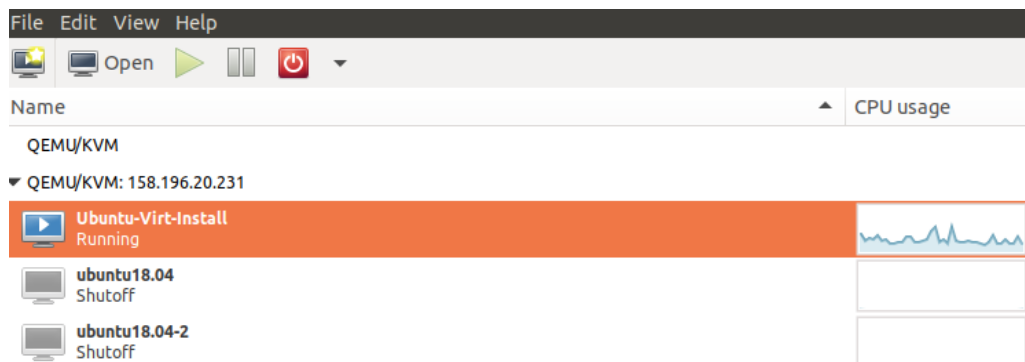 File Edit View Help
Open
Name CPU usage
QEMU/KVM
QEMU/KVM: 158.196.20.231
Ubuntu-Virt-Install
Running
ubuntu18.04
Shutoff
ubuntu18.04-2
Shutoff